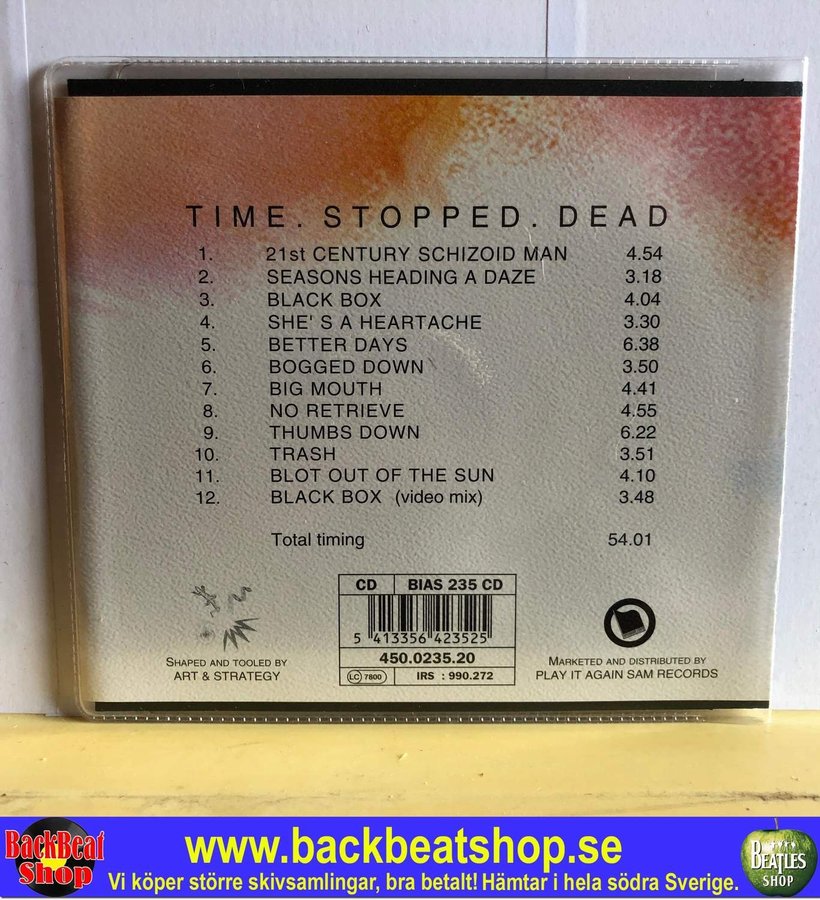 TIME. STOPPED. DEAD
1. 21st CENTURY SCHIZOID MAN 4.54
2. SEASONS HEADING A DAZE 3.18
3. BLACK BOX 4.04
4. SHE' S A HEARTACHE 3.30
5. BETTER DAYS 6.38
6. BOGGED DOWN 3.50
7. BIG MOUTH 4.41
8. NO RETRIEVE 4.55
9. THUMBS DOWN 6.22
10. TRASH 3.51
11. BLOT OUT OF THE SUN 4.10
12. BLACK BOX (video mix) 3.48
Total timing 54.01
CD BIAS 235 CD
5 413356 423525
450.0235.20
LC 7800 IRS : 990.272
SHAPED AND TOOLED BY
ART & STRATEGY
MARKETED AND DISTRIBUTED BY
PLAY IT AGAIN SAM RECORDS
BackBeat
Shop
www.backbeatshop.se
Vi köper större skivsamlingar, bra betalt! Hämtar i hela södra Sverige.
BEATLES
SHOP